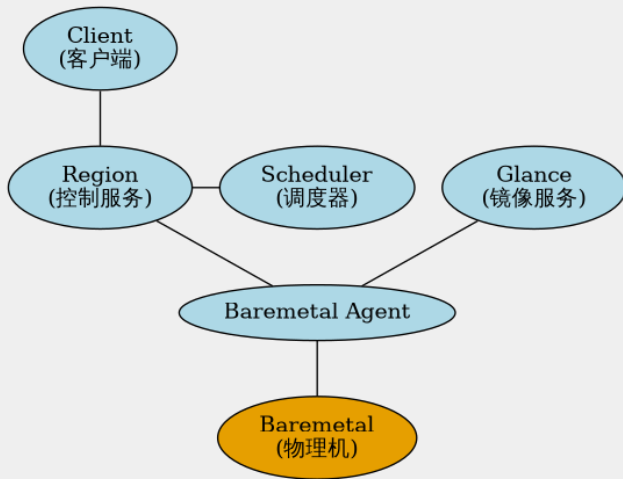 Client
(客户端)
Region
(控制服务)
Scheduler
(调度器)
Glance
(镜像服务)
Baremetal Agent
Baremetal
(物理机)